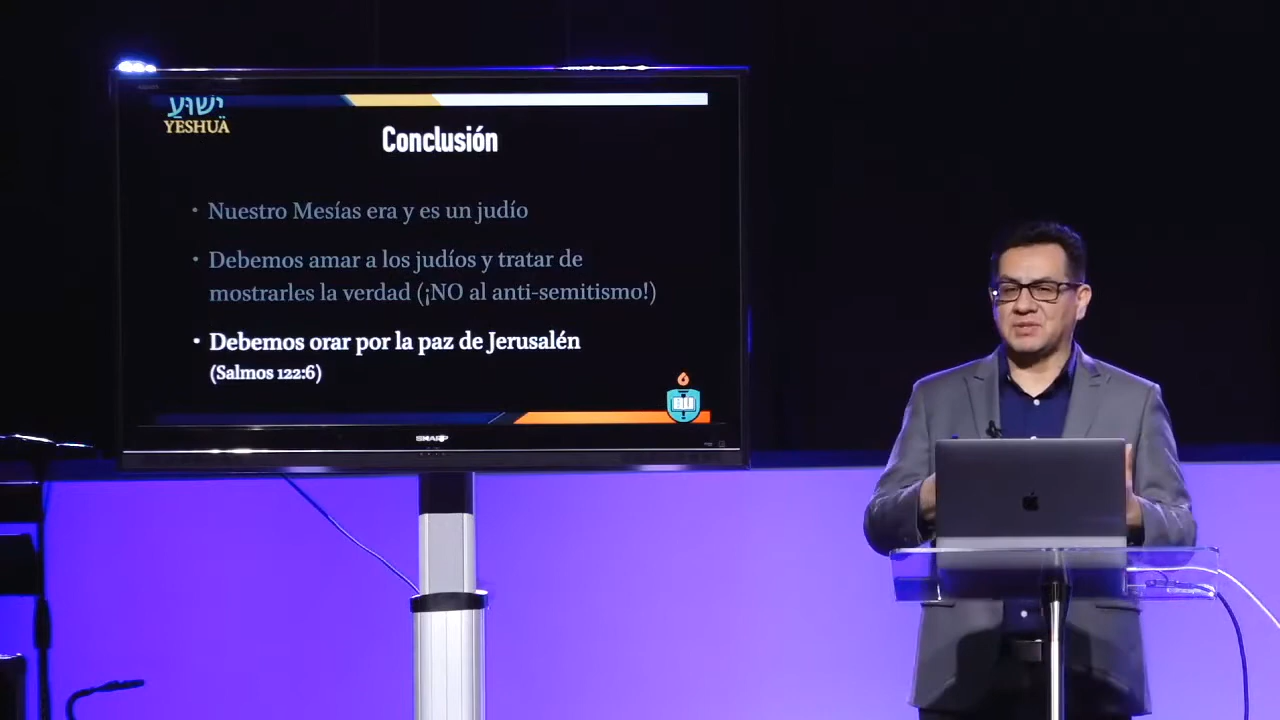 יֵשׁוּעַ
YESHUA
Conclusión
• Nuestro Mesías era y es un judío
• Debemos amar a los judíos y tratar de
mostrarles la verdad (¡NO al anti-semitismo!)
• Debemos orar por la paz de Jerusalén
(Salmos 122:6)
SHARP